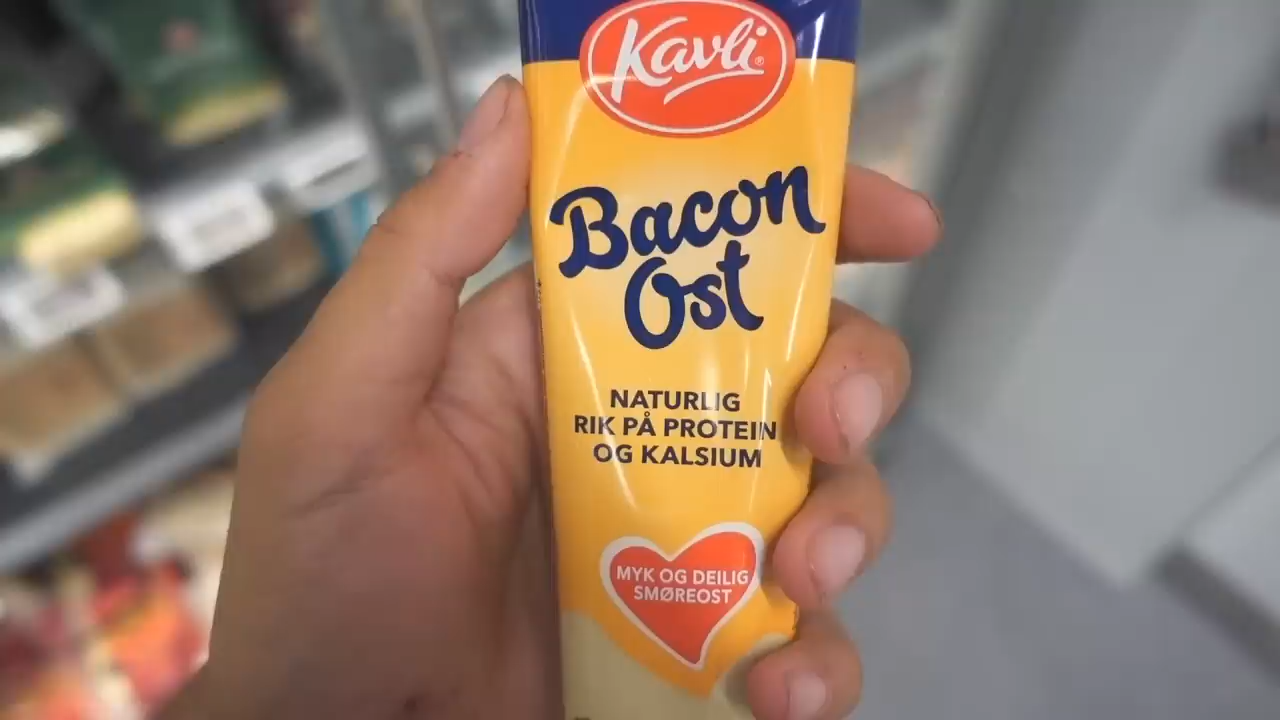 Kavli®
Bacon
Ost
NATURLIG
RIK PÅ PROTEIN
OG KALSIUM
MYK OG DEILIG
SMØREOST